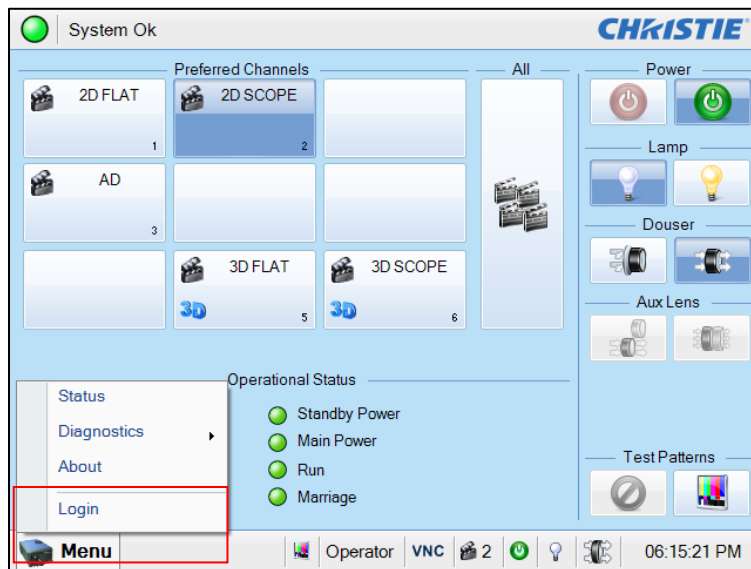 System Ok
CHRISTIE
Preferred Channels
All
Power
2D FLAT
1
2D SCOPE
2
Lamp
AD
3
Douser
3D FLAT
3D
5
3D SCOPE
3D
6
Aux Lens
Operational Status
Standby Power
Main Power
Run
Marriage
Status
Diagnostics
About
Login
Test Patterns
Menu
Operator
VNC
2
06:15:21 PM